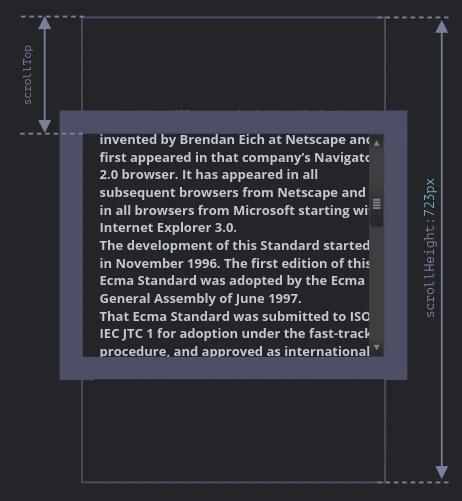 scrollTop
invented by Brendan Eich at Netscape and
first appeared in that company's Navigato
2.0 browser. It has appeared in all
subsequent browsers from Netscape and
in all browsers from Microsoft starting wi
Internet Explorer 3.0.
The development of this Standard started
in November 1996. The first edition of this
Ecma Standard was adopted by the Ecma
General Assembly of June 1997.
That Ecma Standard was submitted to ISO
IEC JTC 1 for adoption under the fast-track
procedure, and approved as international
scrollHeight:723px